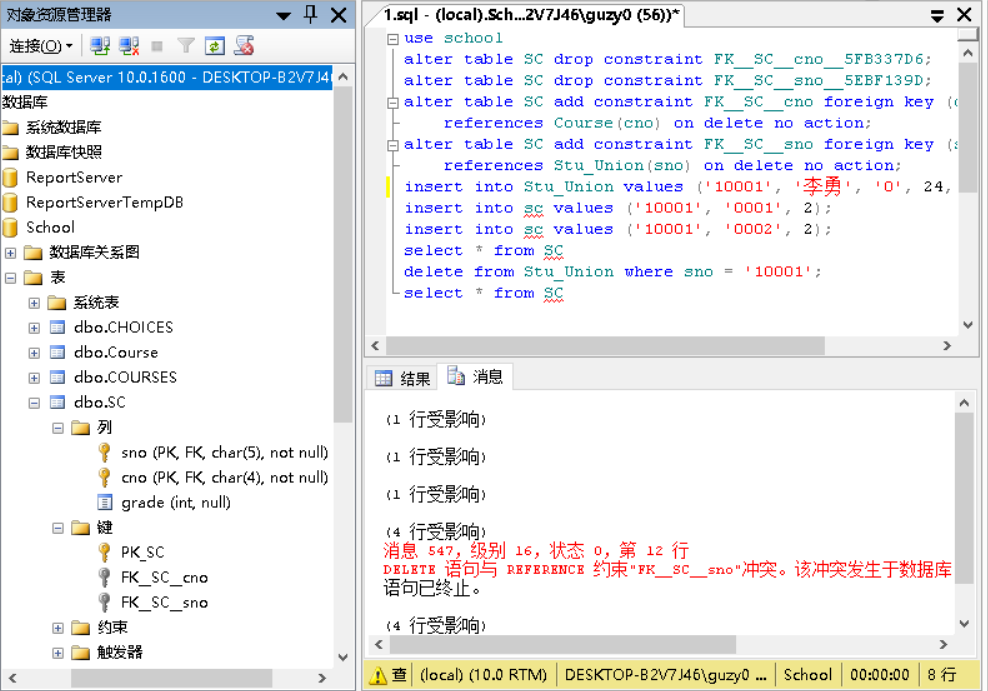 对象资源管理器
连接(O)
cal) (SQL Server 10.0.1600 - DESKTOP-B2V7J4
数据库
系统数据库
数据库快照
ReportServer
ReportServerTempDB
School
数据库关系图
表
系统表
dbo.CHOICES
dbo.Course
dbo.COURSES
dbo.SC
列
sno (PK, FK, char(5), not null)
cno (PK, FK, char(4), not null)
grade (int, null)
键
PK_SC
FK__SC__cno
FK__SC__sno
约束
触发器
1.sql - (local).Sch...2V7J46\guzy0 (56))*
use school
alter table SC drop constraint FK__SC__cno__5FB337D6;
alter table SC drop constraint FK__SC__sno__5EBF139D;
alter table SC add constraint FK__SC__cno foreign key (c
references Course(cno) on delete no action;
alter table SC add constraint FK__SC__sno foreign key (s
references Stu_Union(sno) on delete no action;
insert into Stu_Union values ('10001', '李勇', '0', 24,
insert into sc values ('10001', '0001', 2);
insert into sc values ('10001', '0002', 2);
select * from SC
delete from Stu_Union where sno = '10001';
select * from SC
结果 消息
(1 行受影响)
(1 行受影响)
(1 行受影响)
(4 行受影响)
消息 547，级别 16，状态 0，第 12 行
DELETE 语句与 REFERENCE 约束"FK__SC__sno"冲突。该冲突发生于数据库
语句已终止。
(4 行受影响)
查 (local) (10.0 RTM) DESKTOP-B2V7J46\guzy0 ... School 00:00:00 8 行